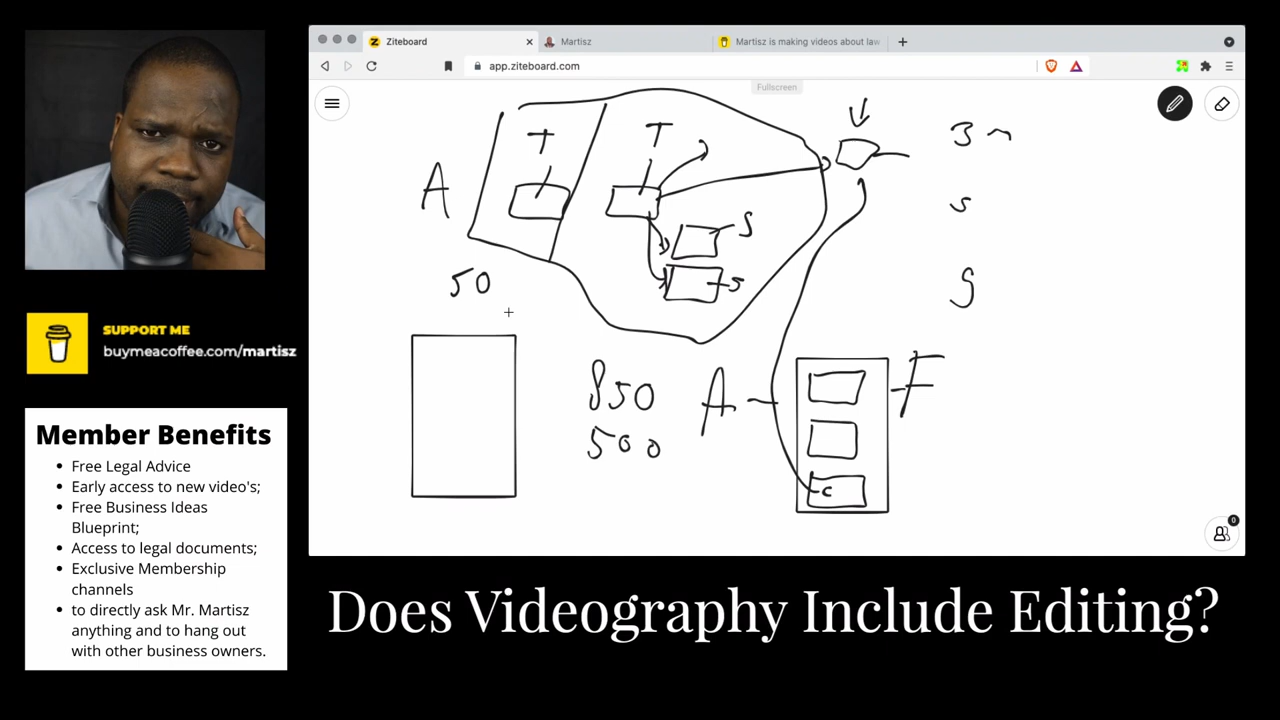 Ziteboard
Martisz
Martisz is making videos about law
app.ziteboard.com
Fullscreen
T
T
3
A
S
S
50
S
g
850
A
F
500
C
0
SUPPORT ME
buymeacoffee.com/martisz
Member Benefits
• Free Legal Advice
• Early access to new video's;
• Free Business Ideas
Blueprint;
• Access to legal documents;
• Exclusive Membership
channels
• to directly ask Mr. Martisz
anything and to hang out
with other business owners.
Does Videography Include Editing?